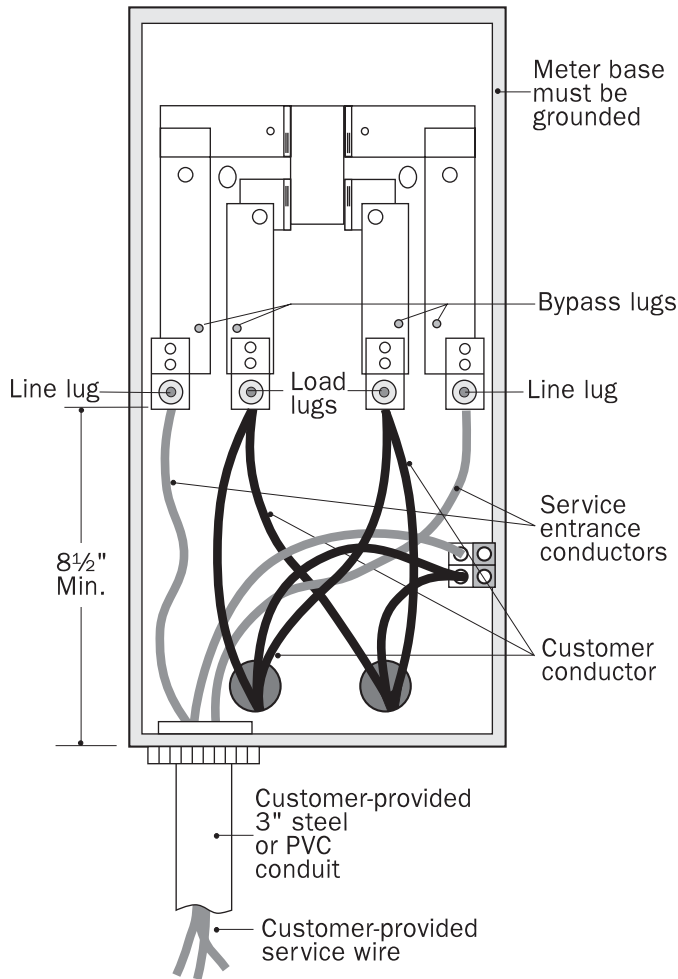 Meter base
must be
grounded
Bypass lugs
Line lug
Load
lugs
Line lug
Service
entrance
conductors
8½"
Min.
Customer
conductor
Customer-provided
3" steel
or PVC
conduit
Customer-provided
service wire